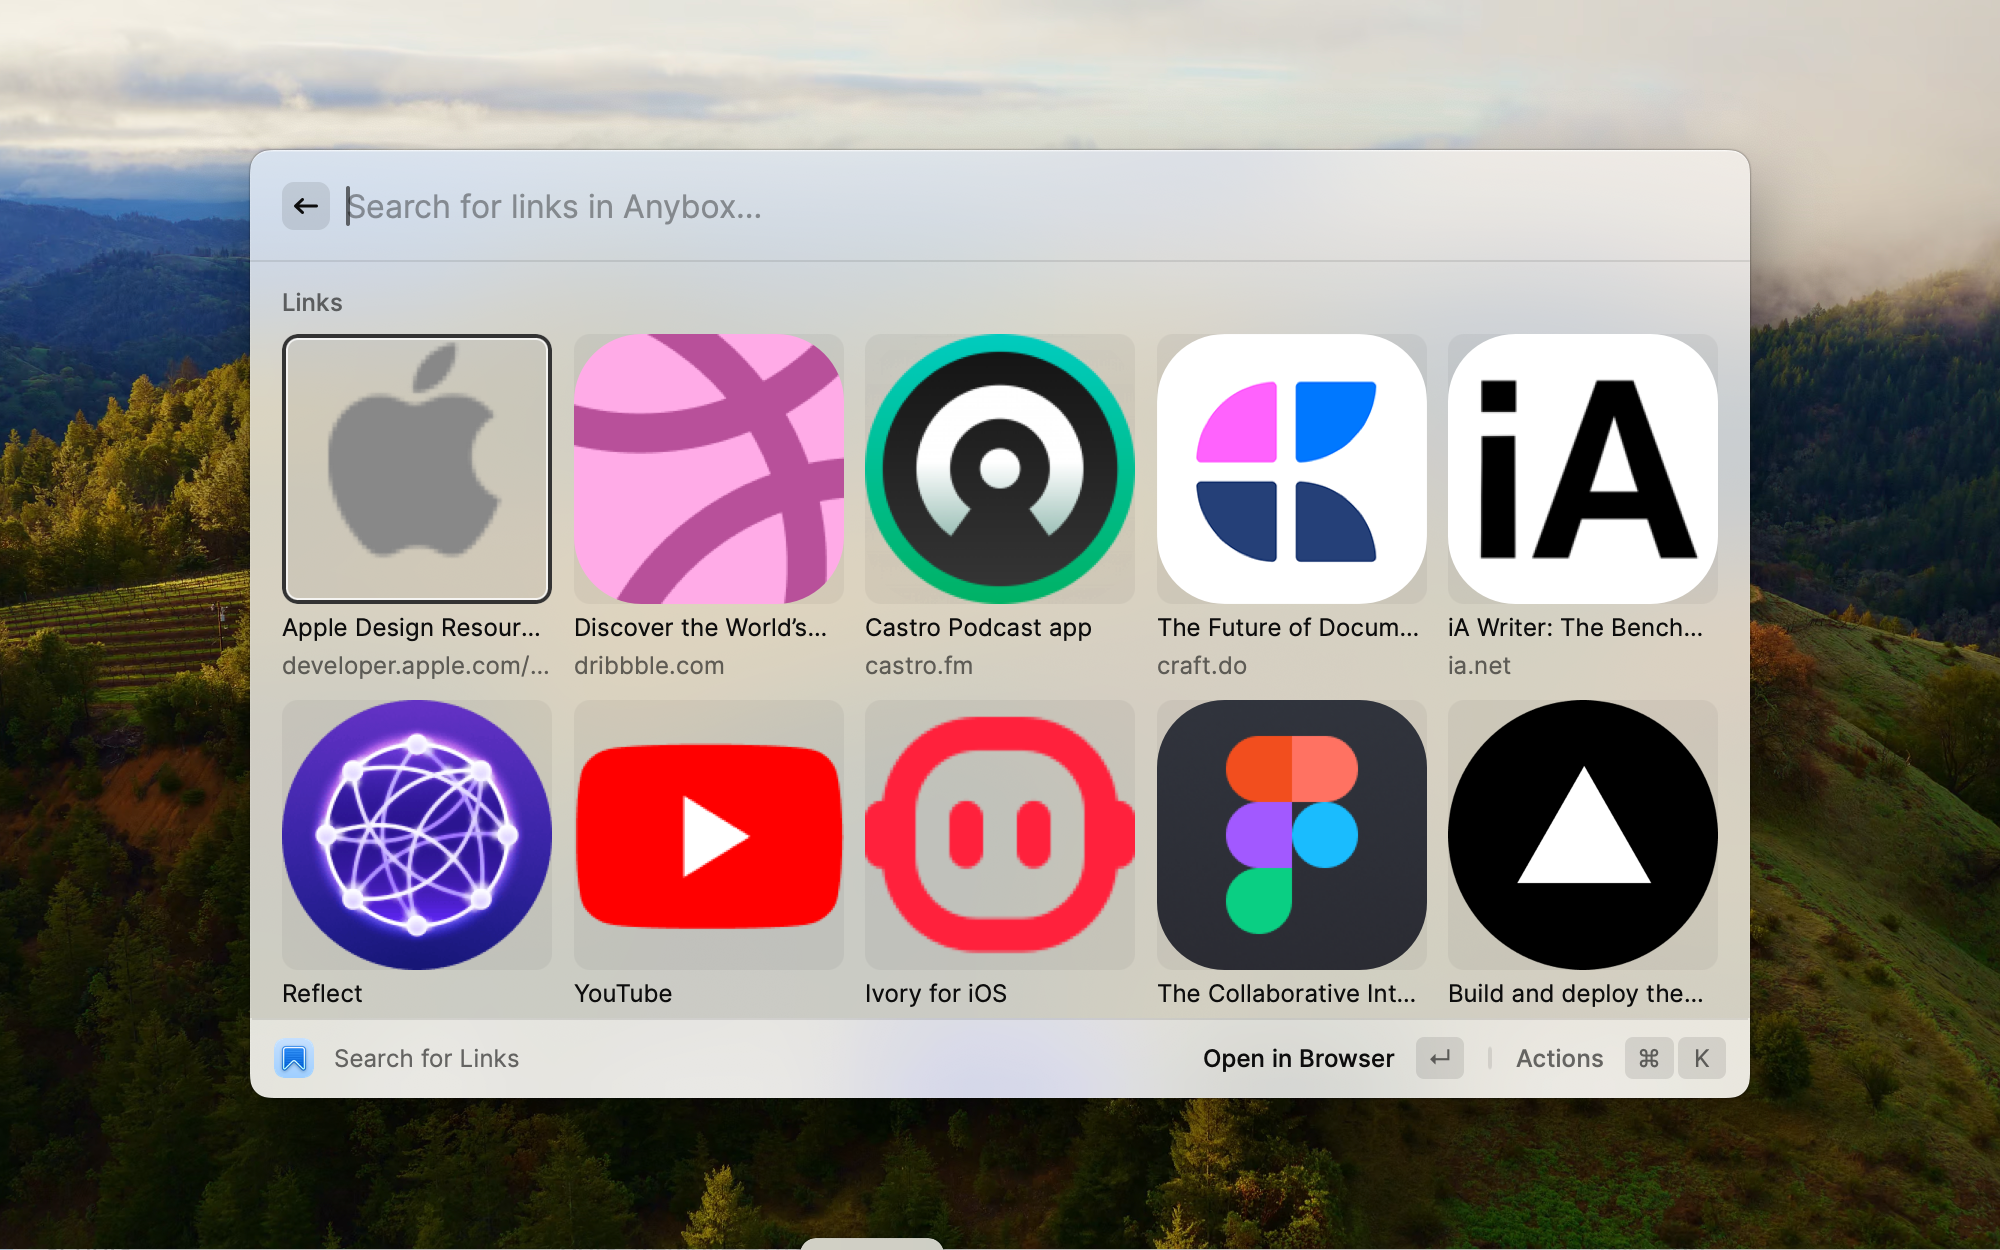 Search for links in Anybox...
Links
iA
Apple Design Resour...
Discover the World's...
Castro Podcast app
The Future of Docum...
iA Writer: The Bench...
developer.apple.com/...
dribbble.com
castro.fm
craft.do
ia.net
Reflect
YouTube
Ivory for iOS
The Collaborative Int...
Build and deploy the...
Search for Links
Open in Browser
Actions
⌘
K